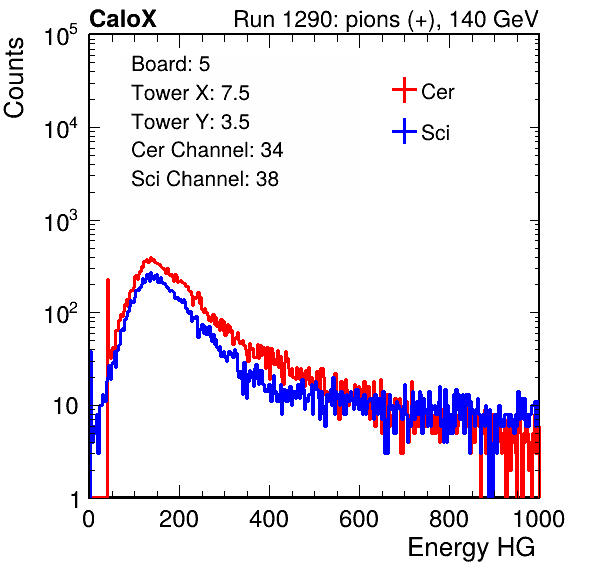 CaloX Run 1290: pions (+), 140 GeV
Counts
Board: 5
Tower X: 7.5
Tower Y: 3.5
Cer Channel: 34
Sci Channel: 38
Cer
Sci
10^5
10^4
10^3
10^2
10
1
0 200 400 600 800 1000
Energy HG